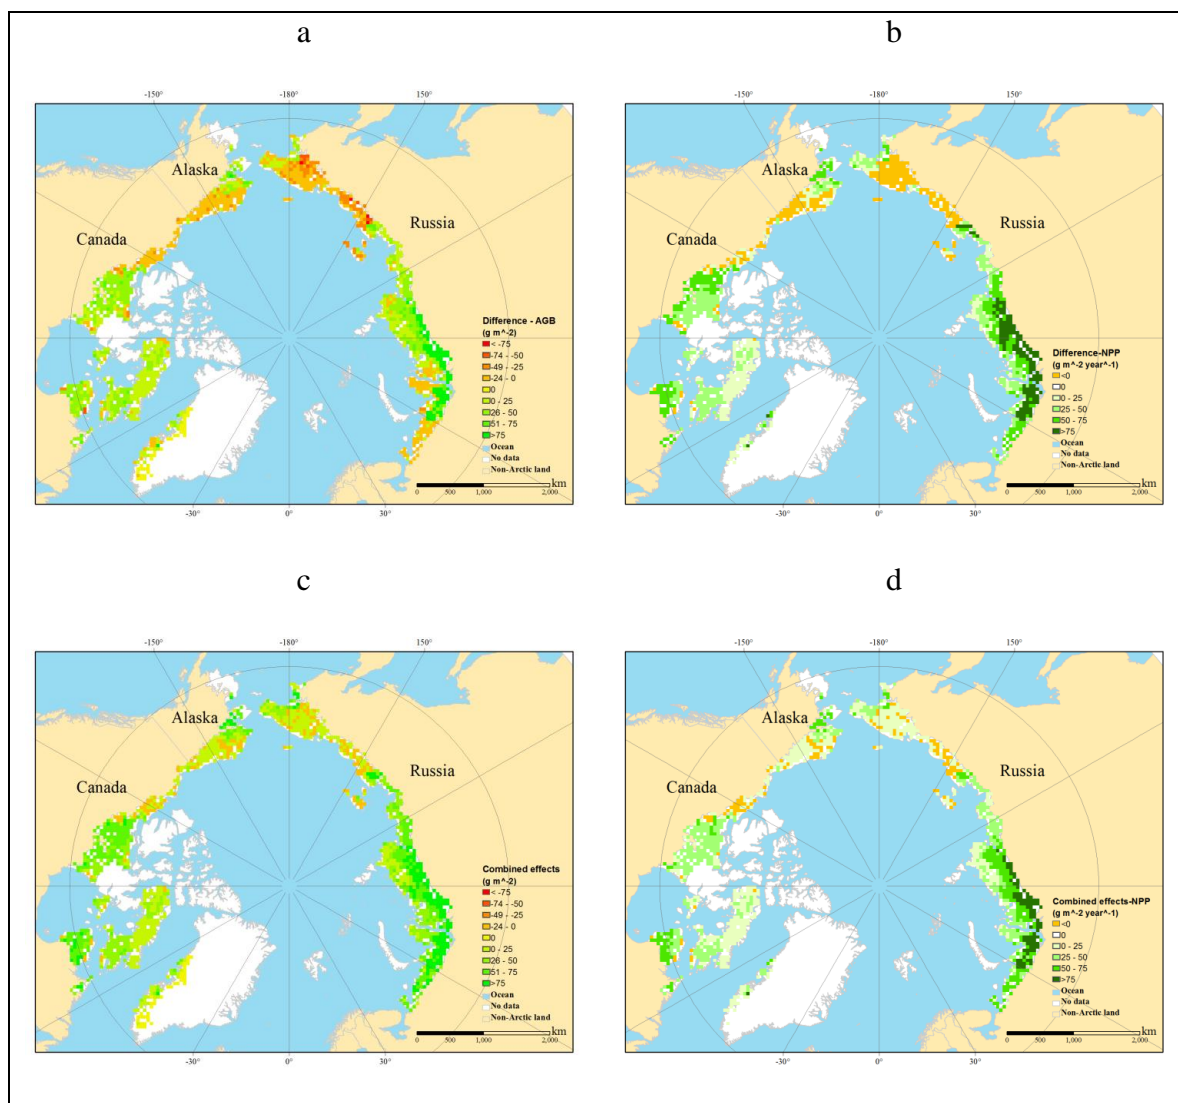 a
-150°
-180°
150°
Alaska
Canada
Russia
Difference - AGB
(g m^-2)
< -75
-74 - -50
-49 - -25
-24 - 0
0
0 - 25
26 - 50
51 - 75
>75
Ocean
No data
Non-Arctic land
km
0 500 1,000 2,000
-30°
0°
30°
b
-150°
-180°
150°
Alaska
Canada
Russia
Difference-NPP
(g m^-2 year^-1)
<0
0
0 - 25
25 - 50
50 - 75
>75
Ocean
No data
Non-Arctic land
km
0 500 1,000 2,000
-30°
0°
30°
c
-150°
-180°
150°
Alaska
Canada
Russia
Combined effects
(g m^-2)
< -75
-74 - -50
-49 - -25
-24 - 0
0
0 - 25
26 - 50
51 - 75
>75
Ocean
No data
Non-Arctic land
km
0 500 1,000 2,000
-30°
0°
30°
d
-150°
-180°
150°
Alaska
Canada
Russia
Combined effects-NPP
(g m^-2 year^-1)
<0
0
0 - 25
25 - 50
50 - 75
>75
Ocean
No data
Non-Arctic land
km
0 500 1,000 2,000
-30°
0°
30°